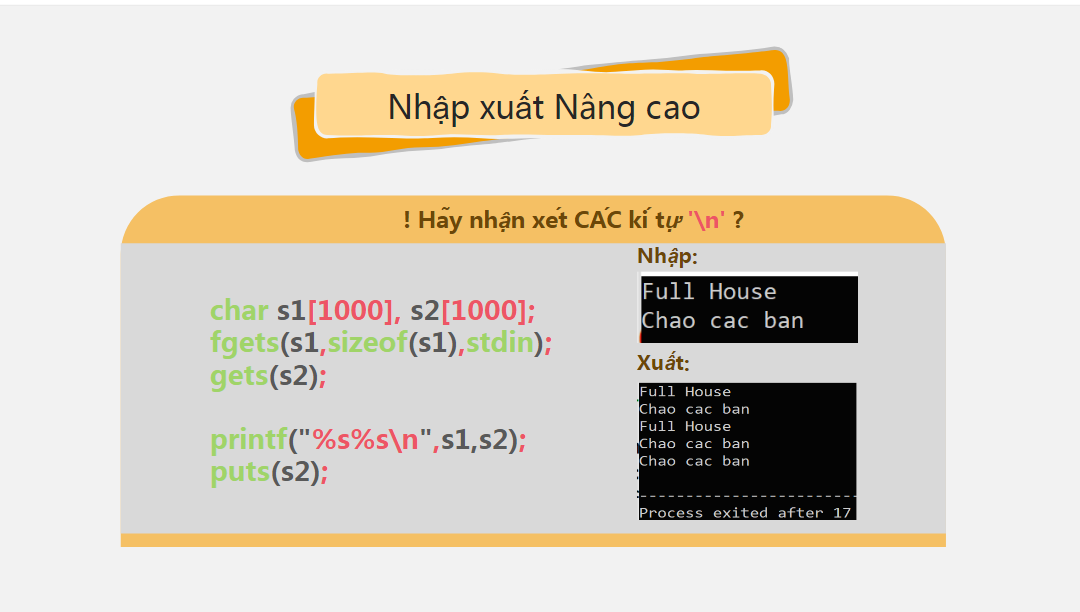 Nhập xuất Nâng cao
! Hãy nhận xét CÁC kí tự '\n' ?
char s1[1000], s2[1000];
fgets(s1,sizeof(s1),stdin);
gets(s2);
printf("%s%s\n",s1,s2);
puts(s2);
Nhập:
Full House
Chao cac ban
Xuất:
Full House
Chao cac ban
Full House
Chao cac ban
Chao cac ban
------------------------
Process exited after 17